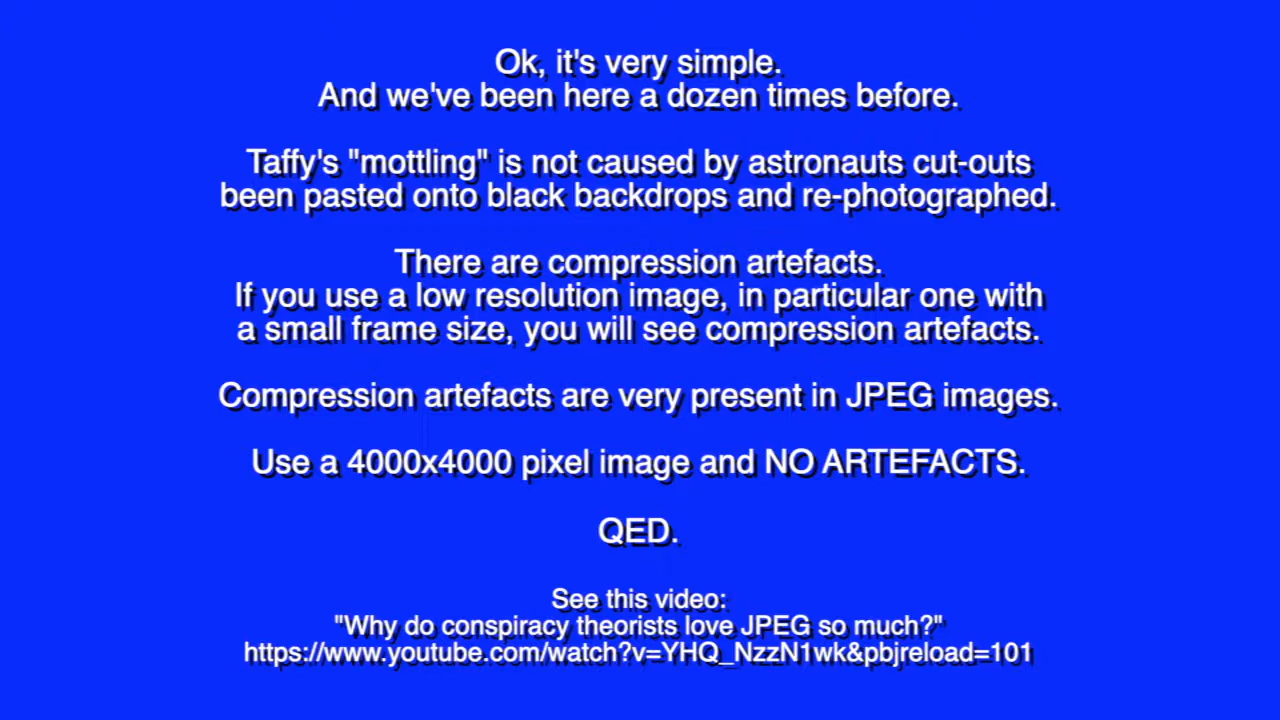 Ok, it's very simple.
And we've been here a dozen times before.
Taffy's "mottling" is not caused by astronauts cut-outs
been pasted onto black backdrops and re-photographed.
There are compression artefacts.
If you use a low resolution image, in particular one with
a small frame size, you will see compression artefacts.
Compression artefacts are very present in JPEG images.
Use a 4000x4000 pixel image and NO ARTEFACTS.
QED.
See this video:
"Why do conspiracy theorists love JPEG so much?"
https://www.youtube.com/watch?v=YHQ_NzzN1wk&pbjreload=101